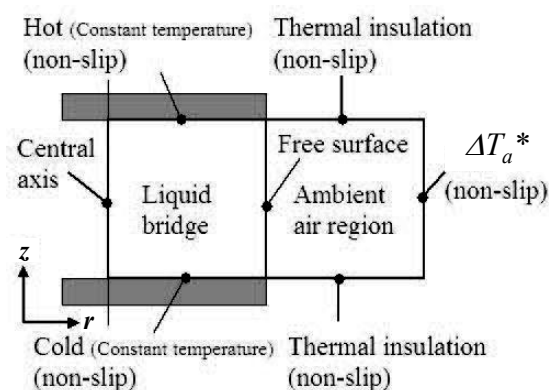 Hot (Constant temperature)
(non-slip)
Thermal insulation
(non-slip)
Central
axis
Free surface
ΔTₐ*
(non-slip)
Liquid
bridge
Ambient
air region
z
r
Cold (Constant temperature)
(non-slip)
Thermal insulation
(non-slip)